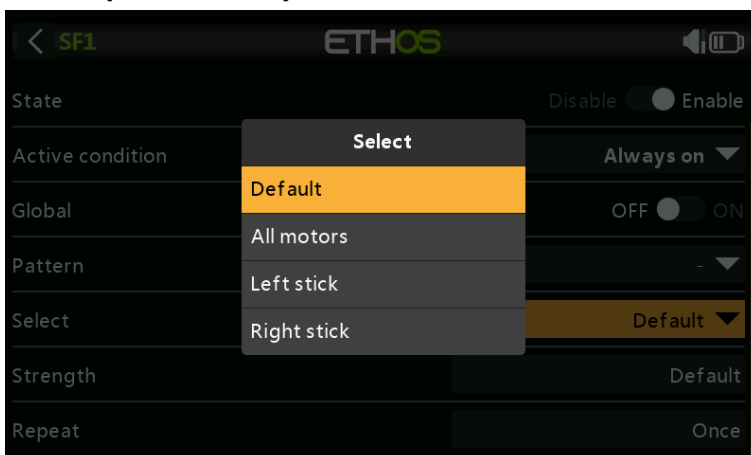 SF1 ETHOS
State Disable Enable
Select
Active condition Always on
Default
Global OFF ON
All motors
Pattern -
Left stick
Select Default
Right stick
Strength Default
Repeat Once